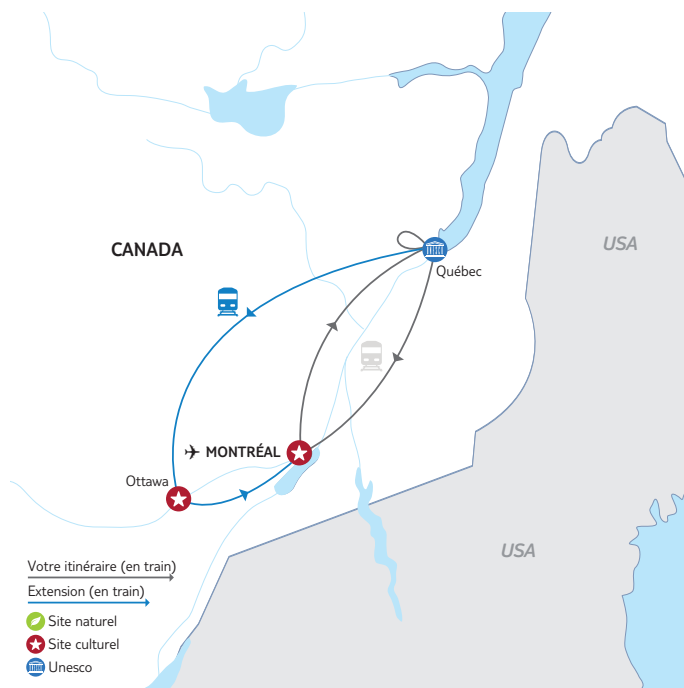 CANADA
USA
Québec
MONTRÉAL
Ottawa
USA
Votre itinéraire (en train)
Extension (en train)
Site naturel
Site culturel
Unesco